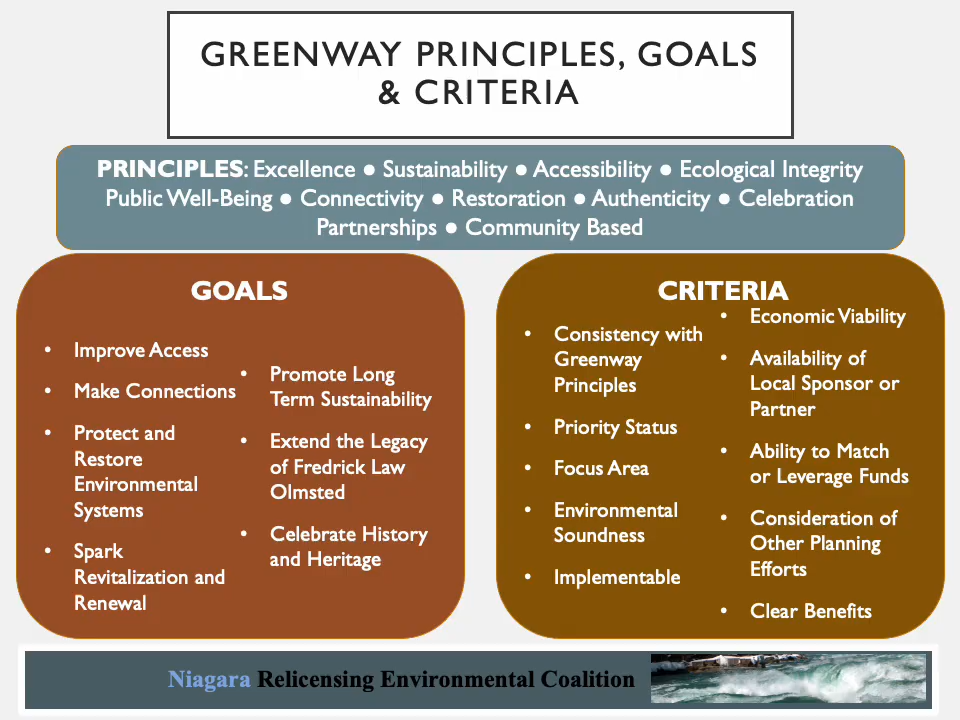 GREENWAY PRINCIPLES, GOALS
& CRITERIA
PRINCIPLES: Excellence ● Sustainability ● Accessibility ● Ecological Integrity
Public Well-Being ● Connectivity ● Restoration ● Authenticity ● Celebration
Partnerships ● Community Based
GOALS
• Improve Access
• Make Connections
• Protect and
Restore
Environmental
Systems
• Spark
Revitalization and
Renewal
• Promote Long
Term Sustainability
• Extend the Legacy
of Fredrick Law
Olmsted
• Celebrate History
and Heritage
CRITERIA
• Consistency with
Greenway
Principles
• Priority Status
• Focus Area
• Environmental
Soundness
• Implementable
• Economic Viability
• Availability of
Local Sponsor or
Partner
• Ability to Match
or Leverage Funds
• Consideration of
Other Planning
Efforts
• Clear Benefits
Niagara Relicensing Environmental Coalition